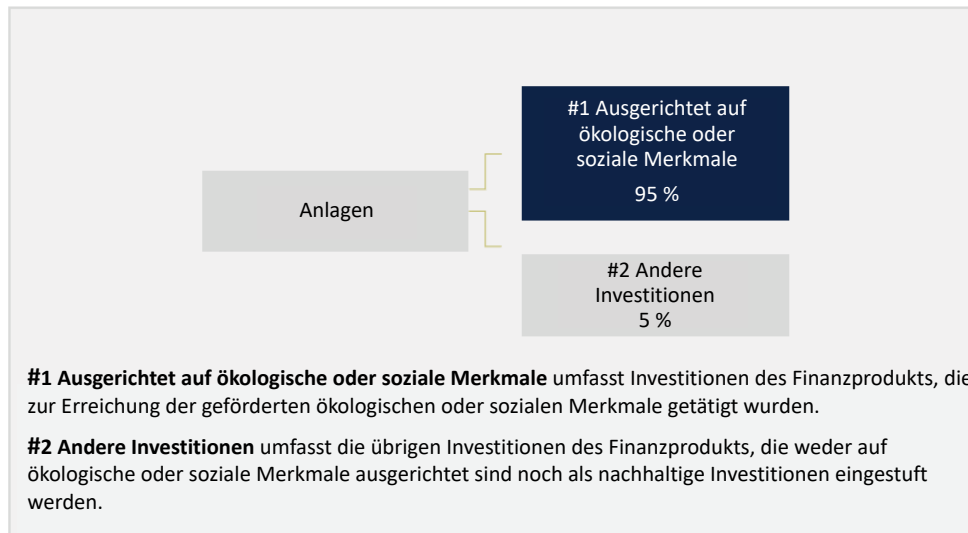 #1 Ausgerichtet auf
ökologische oder
soziale Merkmale
95 %
Anlagen
#2 Andere
Investitionen
5 %
#1 Ausgerichtet auf ökologische oder soziale Merkmale umfasst Investitionen des Finanzprodukts, die
zur Erreichung der geförderten ökologischen oder sozialen Merkmale getätigt wurden.
#2 Andere Investitionen umfasst die übrigen Investitionen des Finanzprodukts, die weder auf
ökologische oder soziale Merkmale ausgerichtet sind noch als nachhaltige Investitionen eingestuft
werden.